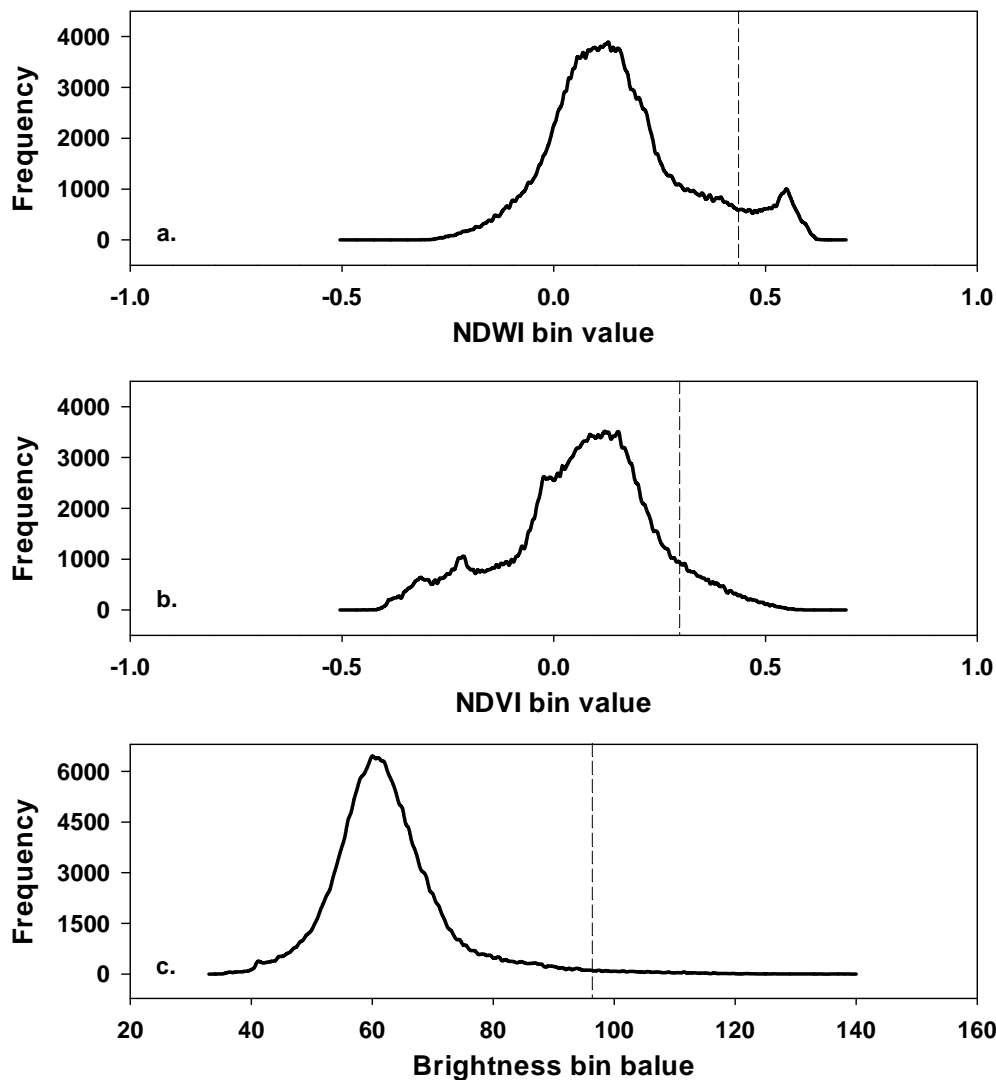 4000
3000
2000
1000
0
Frequency
a.
-1.0 -0.5 0.0 0.5 1.0
NDWI bin value
4000
3000
2000
1000
0
Frequency
b.
-1.0 -0.5 0.0 0.5 1.0
NDVI bin value
6000
4500
3000
1500
0
Frequency
c.
20 40 60 80 100 120 140 160
Brightness bin balue